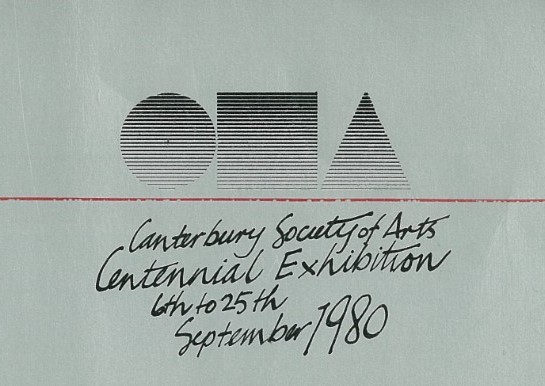 Canterbury Society of Arts
Centennial Exhibition
6th to 25th
September 1980